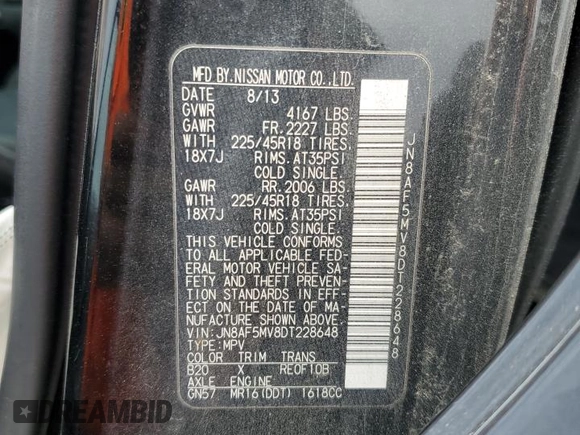 MFD BY.NISSAN MOTOR CO.,LTD.
DATE 8/13
GVWR 4167 LBS.
GAWR FR.2227 LBS.
WITH 225/45R18 TIRES.
18X7J RIMS.AT35PSI
COLD SINGLE.
GAWR RR.2006 LBS.
WITH 225/45R18 TIRES.
18X7J RIMS.AT35PSI
COLD SINGLE.
THIS VEHICLE CONFORMS
TO ALL APPLICABLE FED-
ERAL MOTOR VEHICLE SA-
FETY AND THEFT PREVENTION
STANDARDS IN EFF-
ECT ON THE DATE OF MA-
NUFACTURE SHOWN ABOVE.
VIN:JN8AF5MV8DT228648
TYPE:MPV
COLOR TRIM TRANS
B20 X REOF10B
AXLE ENGINE
GN57 MR16(DDT) 1618CC
JN8AF5MV8DT228648
DiRECT.CARS